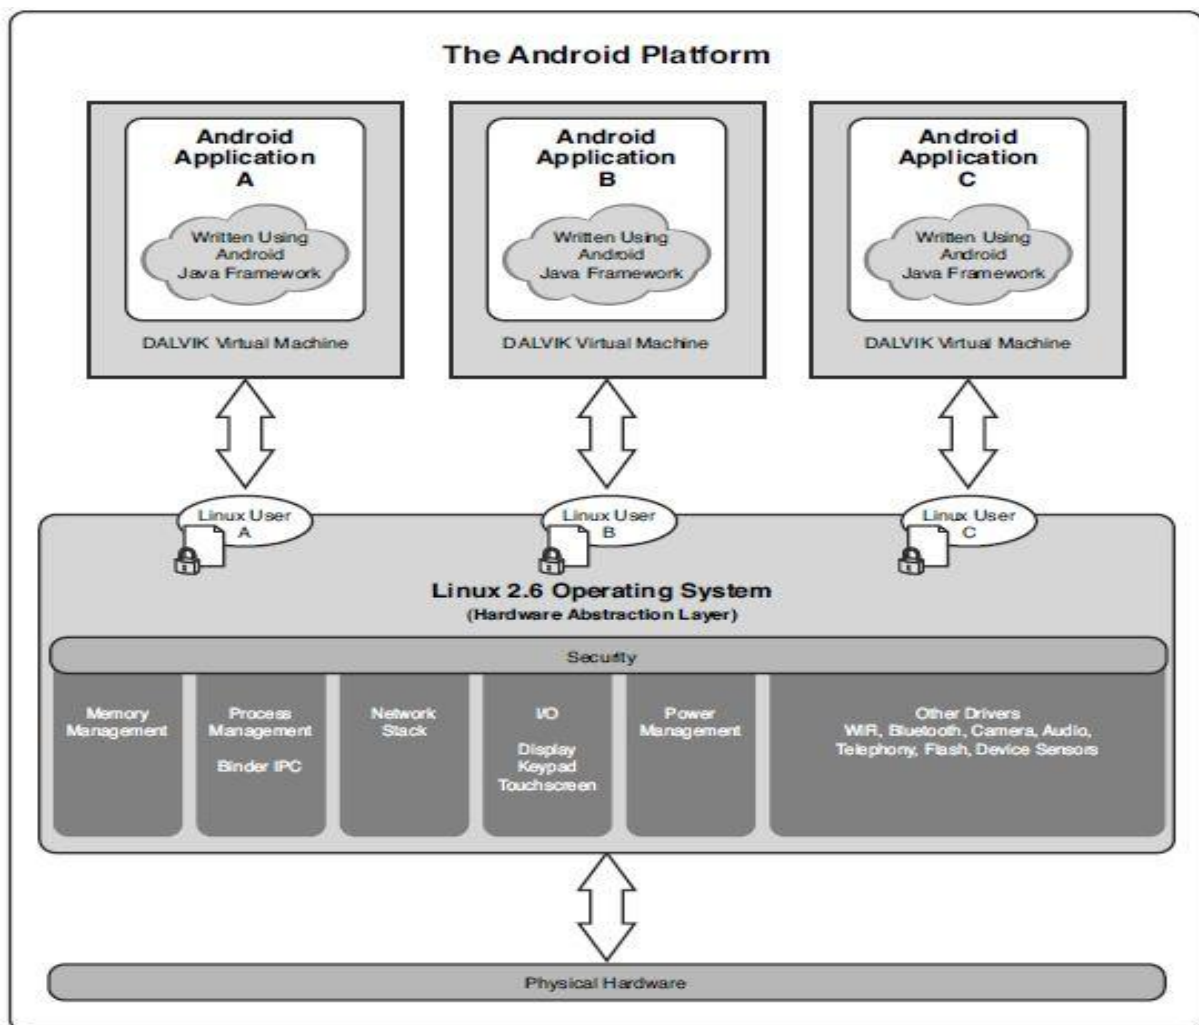 The Android Platform
Android
Application
A
Written Using
Android
Java Framework
DALVIK Virtual Machine
Android
Application
B
Written Using
Android
Java Framework
DALVIK Virtual Machine
Android
Application
C
Written Using
Android
Java Framework
DALVIK Virtual Machine
Linux User
A
Linux User
B
Linux User
C
Linux 2.6 Operating System
(Hardware Abstraction Layer)
Security
Memory
Management
Process
Management
Binder IPC
Network
Stack
I/O
Display
Keypad
Touchscreen
Power
Management
Other Drivers
WiFi, Bluetooth, Camera, Audio,
Telephony, Flash, Device Sensors
Physical Hardware